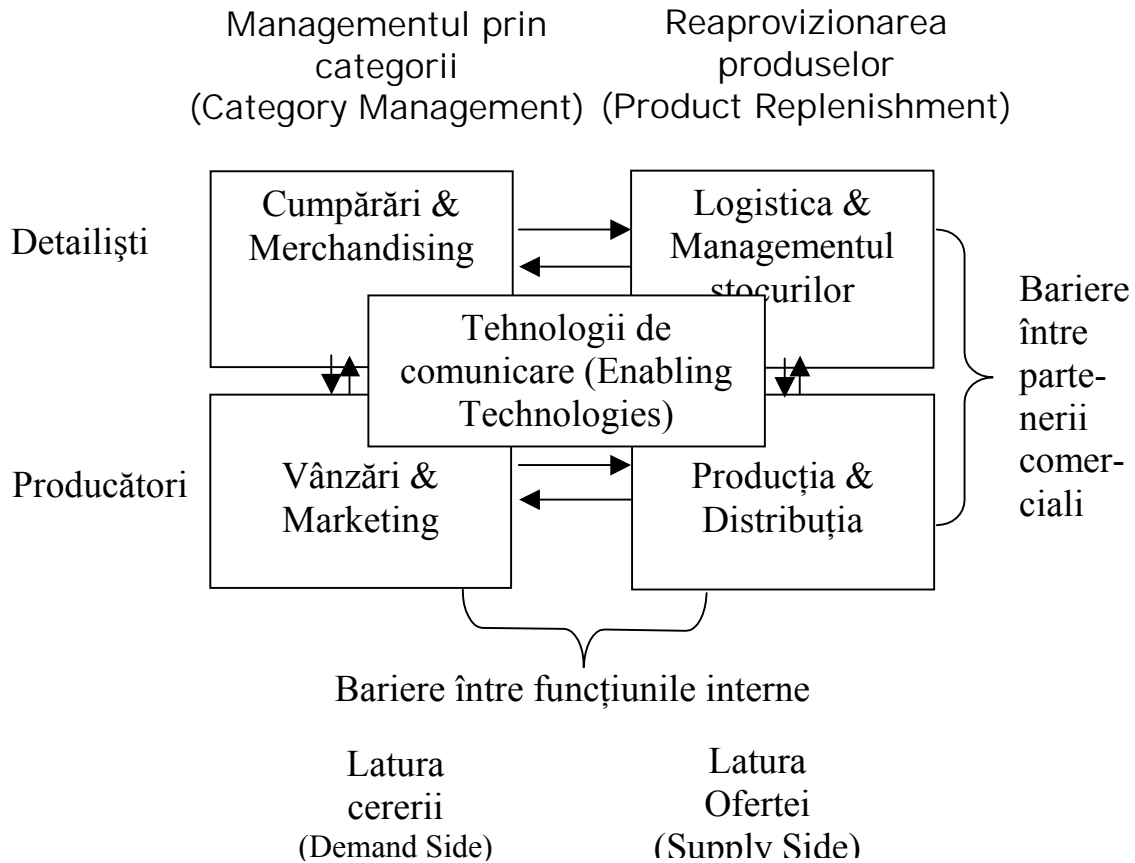 Managementul prin
categorii
(Category Management)
Reaprovizionarea
produselor
(Product Replenishment)
Detailişti
Cumpărări &
Merchandising
Logistica &
Managementul
stocurilor
Bariere
între
parte-
nerii
comer-
ciali
Tehnologii de
comunicare (Enabling
Technologies)
Producători
Vânzări &
Marketing
Producția &
Distribuția
Bariere între funcțiunile interne
Latura
cererii
(Demand Side)
Latura
Ofertei
(Supply Side)